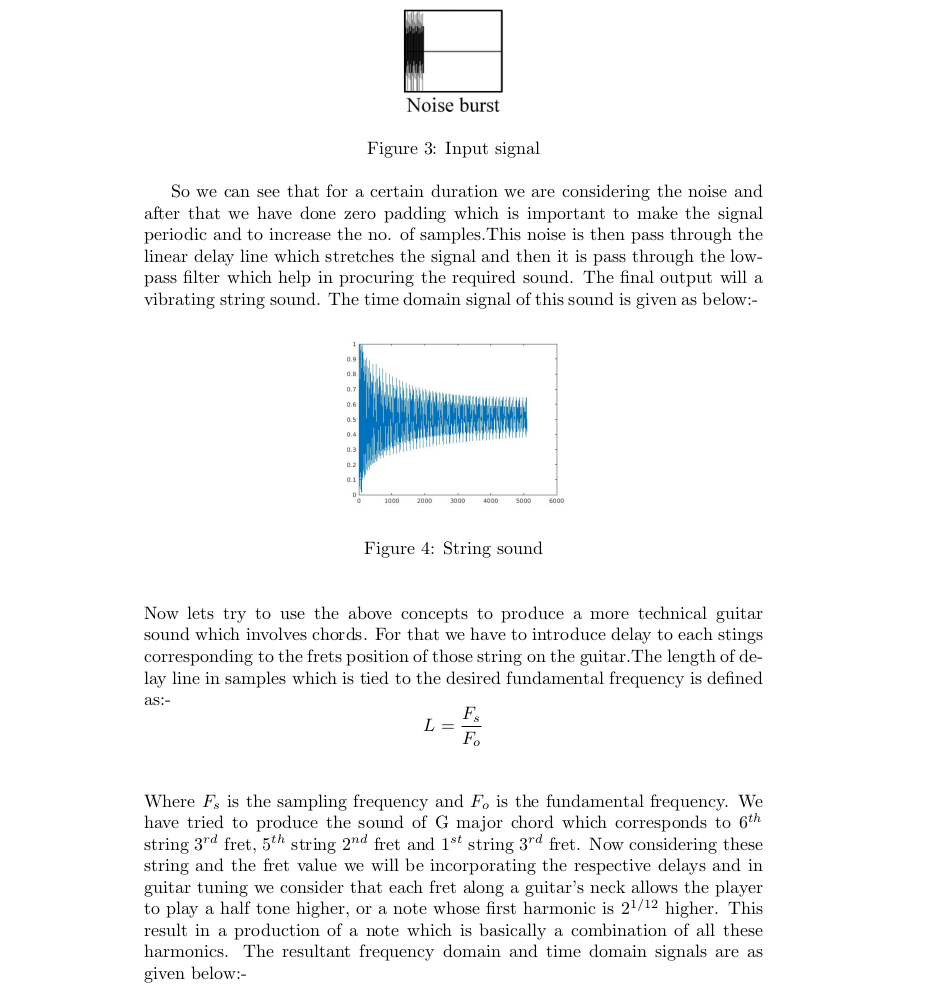 Noise burst
Figure 3: Input signal
So we can see that for a certain duration we are considering the noise and
after that we have done zero padding which is important to make the signal
periodic and to increase the no. of samples.This noise is then pass through the
linear delay line which stretches the signal and then it is pass through the low-
pass filter which help in procuring the required sound. The final output will a
vibrating string sound. The time domain signal of this sound is given as below:-
1
0.9
0.8
0.7
0.6
0.5
0.4
0.3
0.2
0.1
0
0 1000 2000 3000 4000 5000 6000
Figure 4: String sound
Now lets try to use the above concepts to produce a more technical guitar
sound which involves chords. For that we have to introduce delay to each stings
corresponding to the frets position of those string on the guitar.The length of de-
lay line in samples which is tied to the desired fundamental frequency is defined
as:-
L = F_s / F_o
Where F_s is the sampling frequency and F_o is the fundamental frequency. We
have tried to produce the sound of G major chord which corresponds to 6^th
string 3^rd fret, 5^th string 2^nd fret and 1^st string 3^rd fret. Now considering these
string and the fret value we will be incorporating the respective delays and in
guitar tuning we consider that each fret along a guitar's neck allows the player
to play a half tone higher, or a note whose first harmonic is 2^1/12 higher. This
result in a production of a note which is basically a combination of all these
harmonics. The resultant frequency domain and time domain signals are as
given below:-